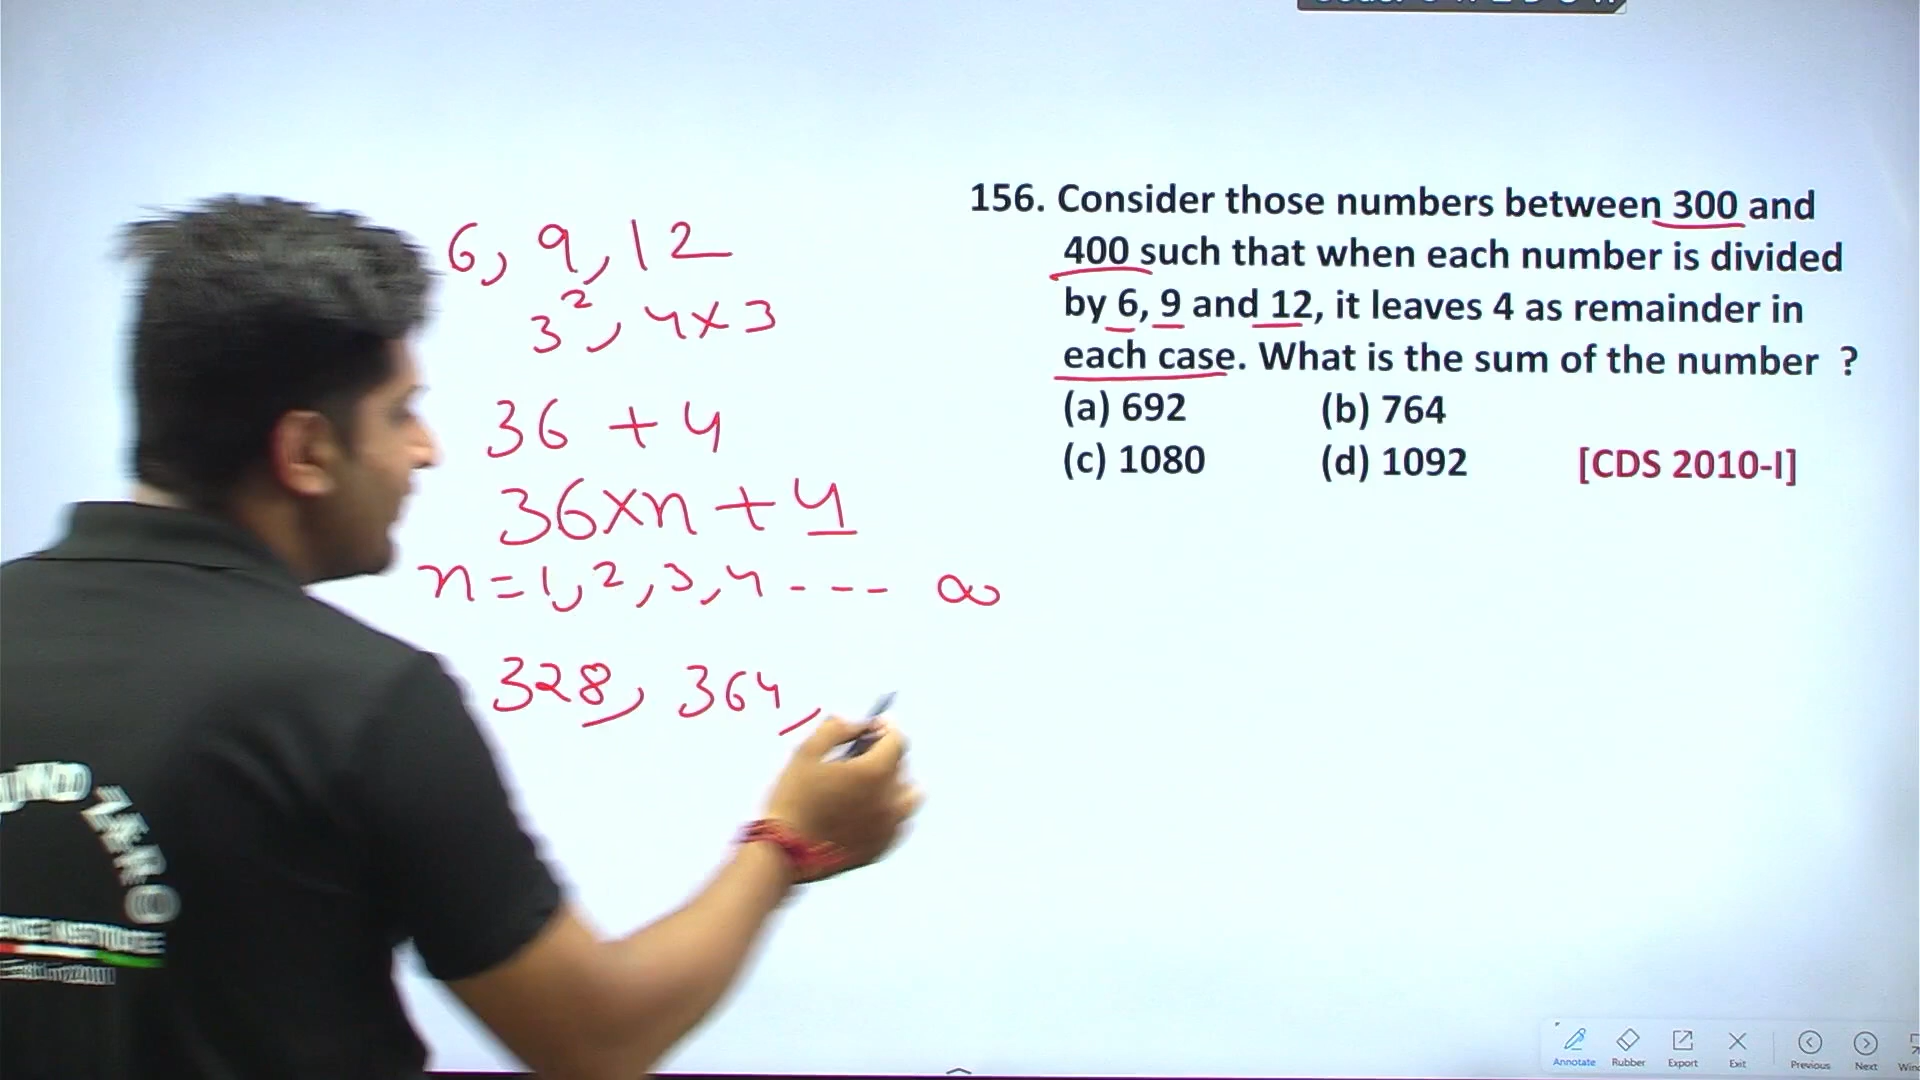 6, 9, 12
3², 4×3
36 + 4
36×n + 4
n = 1, 2, 3, 4 - - - ∞
328, 364,
156. Consider those numbers between 300 and
400 such that when each number is divided
by 6, 9 and 12, it leaves 4 as remainder in
each case. What is the sum of the number ?
(a) 692 (b) 764
(c) 1080 (d) 1092 [CDS 2010-I]
ZERO
Annotate Rubber Export Exit Previous Next